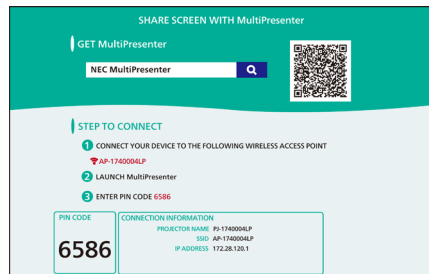 SHARE SCREEN WITH MultiPresenter
GET MultiPresenter
NEC MultiPresenter
STEP TO CONNECT
1 CONNECT YOUR DEVICE TO THE FOLLOWING WIRELESS ACCESS POINT
AP-1740004LP
2 LAUNCH MultiPresenter
3 ENTER PIN CODE 6586
PIN CODE
6586
CONNECTION INFORMATION
PROJECTOR NAME PJ-1740004LP
SSID AP-1740004LP
IP ADDRESS 172.28.120.1